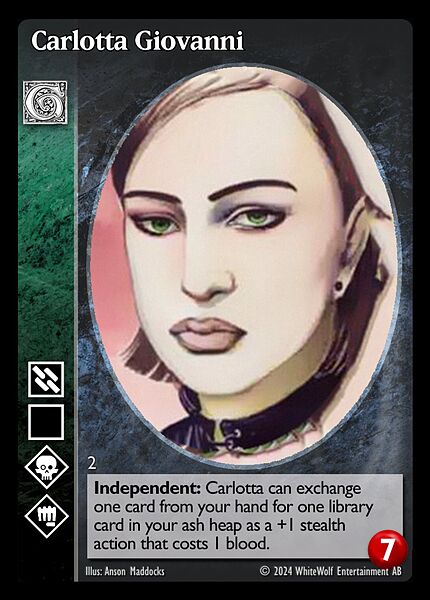 Carlotta Giovanni
G
2
Independent: Carlotta can exchange
one card from your hand for one library
card in your ash heap as a +1 stealth
action that costs 1 blood.
7
Illus: Anson Maddocks © 2024 WhiteWolf Entertainment AB